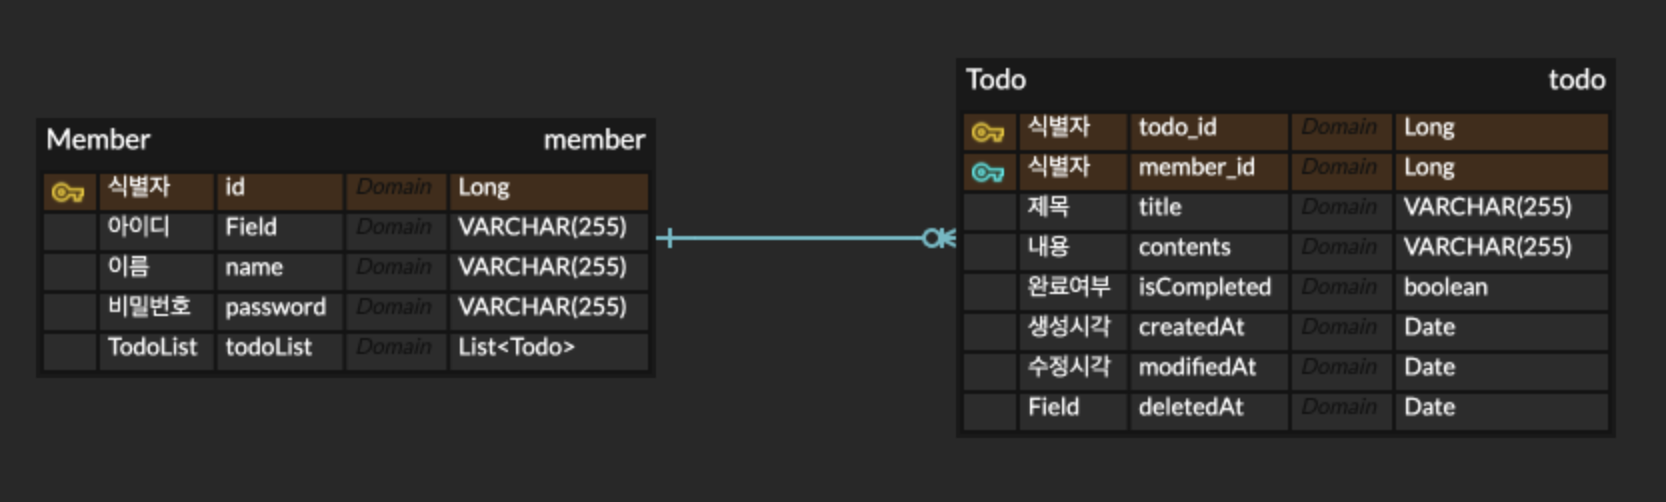 Member member
식별자 id Domain Long
아이디 Field Domain VARCHAR(255)
이름 name Domain VARCHAR(255)
비밀번호 password Domain VARCHAR(255)
TodoList todoList Domain List<Todo>
Todo todo
식별자 todo_id Domain Long
식별자 member_id Domain Long
제목 title Domain VARCHAR(255)
내용 contents Domain VARCHAR(255)
완료여부 isCompleted Domain boolean
생성시각 createdAt Domain Date
수정시각 modifiedAt Domain Date
Field deletedAt Domain Date